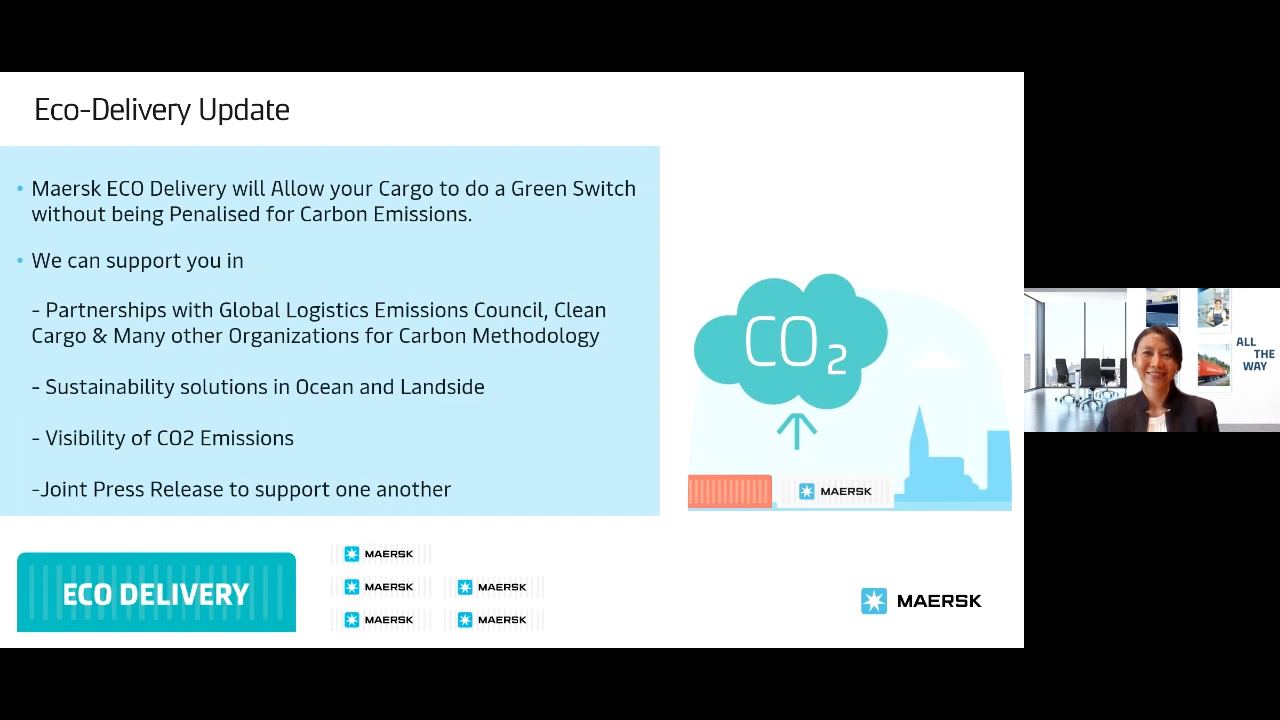 Eco-Delivery Update
• Maersk ECO Delivery will Allow your Cargo to do a Green Switch
without being Penalised for Carbon Emissions.
• We can support you in
- Partnerships with Global Logistics Emissions Council, Clean
Cargo & Many other Organizations for Carbon Methodology
- Sustainability solutions in Ocean and Landside
- Visibility of CO2 Emissions
-Joint Press Release to support one another
CO2
MAERSK
ALL
THE
WAY
ECO DELIVERY
MAERSK
MAERSK
MAERSK
MAERSK
MAERSK
MAERSK